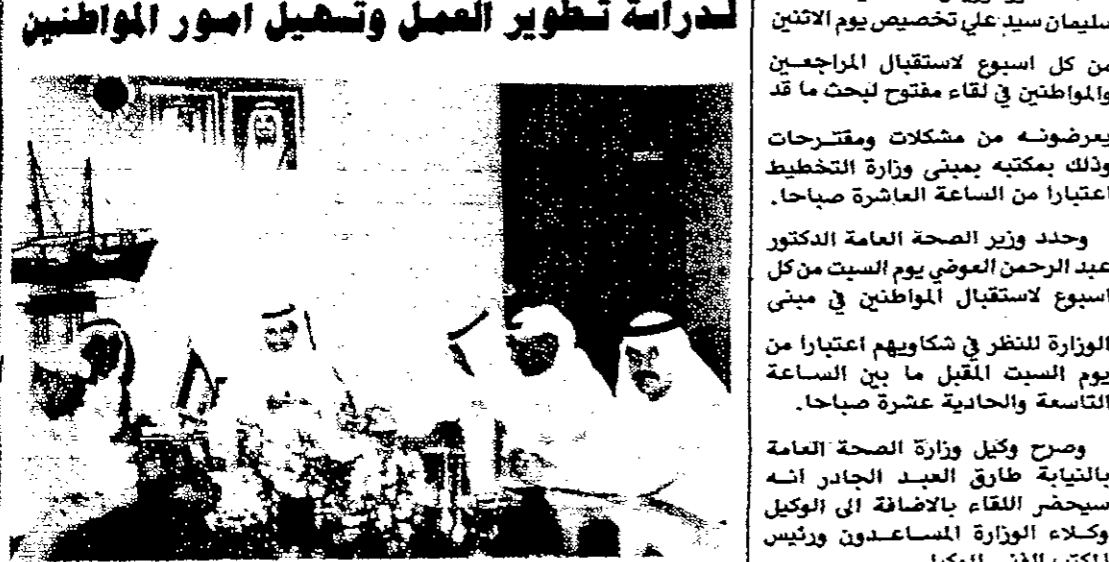 لدراسة تطوير العمل وتسهيل امور المواطنين
سليمان سيد علي تخصيص يوم الاثنين
من كل اسبوع لاستقبال المراجعين
والمواطنين في لقاء مفتوح لبحث ما قد
يعرضونه من مشكلات ومقترحات
وذلك بمكتبه بمبنى وزارة التخطيط
اعتبارا من الساعة العاشرة صباحا.
وحدد وزير الصحة العامة الدكتور
عبد الرحمن العوضي يوم السبت من كل
اسبوع لاستقبال المواطنين في مبنى
الوزارة للنظر في شكاويهم اعتبارا من
يوم السبت المقبل ما بين الساعة
التاسعة والحادية عشرة صباحا.
وصرح وكيل وزارة الصحة العامة
بالنيابة طارق العبد الجادر انه
سيحضر اللقاء بالاضافة الى الوكيل
وكلاء الوزارة المساعدون ورئيس